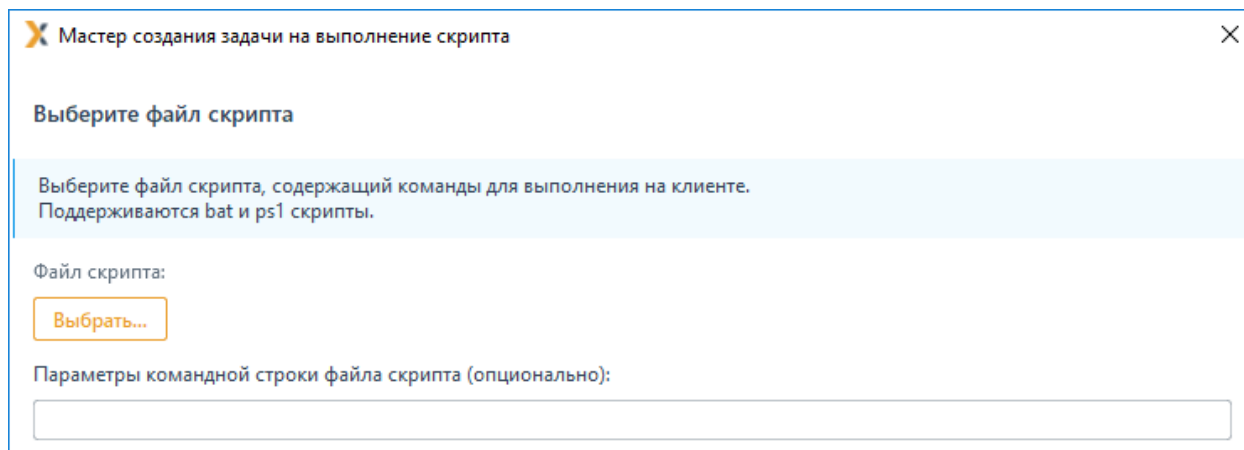 Мастер создания задачи на выполнение скрипта
Выберите файл скрипта
Выберите файл скрипта, содержащий команды для выполнения на клиенте.
Поддерживаются bat и ps1 скрипты.
Файл скрипта:
Выбрать...
Параметры командной строки файла скрипта (опционально):